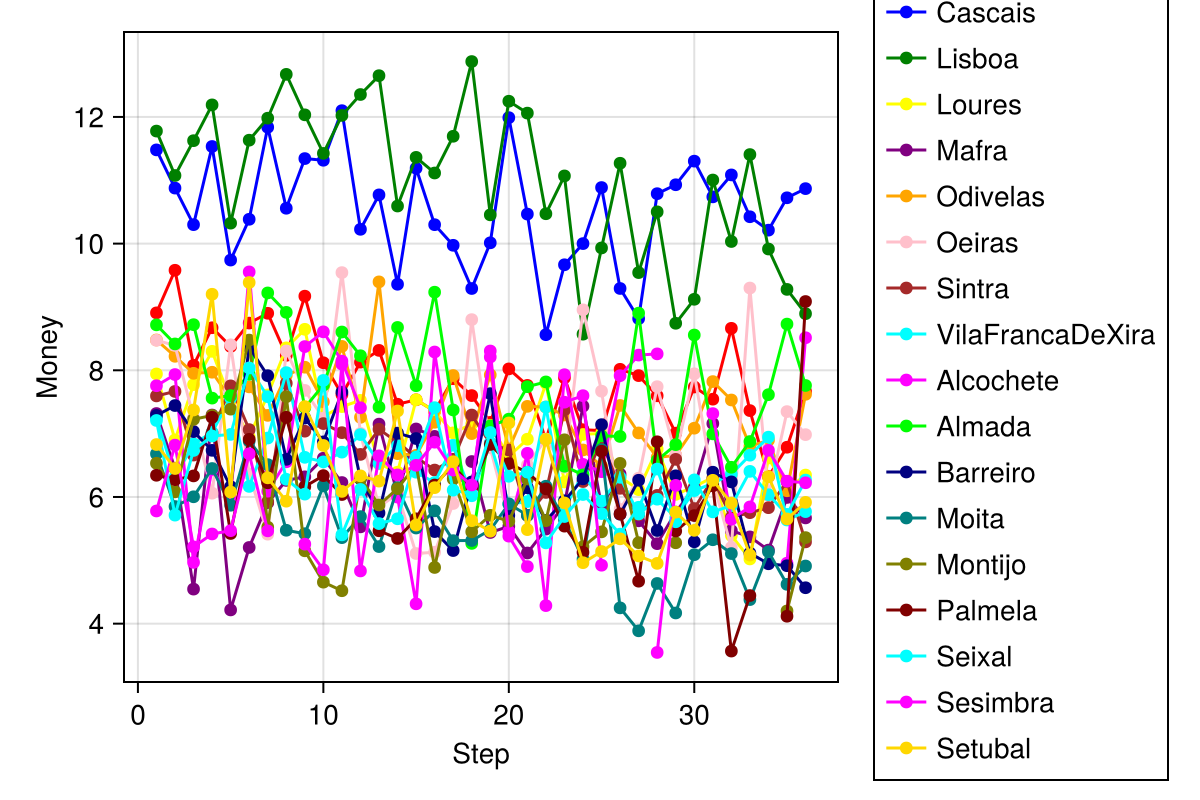 Cascais
Lisboa
Loures
Mafra
Odivelas
Oeiras
Sintra
VilaFrancaDeXira
Alcochete
Almada
Barreiro
Moita
Montijo
Palmela
Seixal
Sesimbra
Setubal
Money
12
10
8
6
4
0 10 20 30
Step